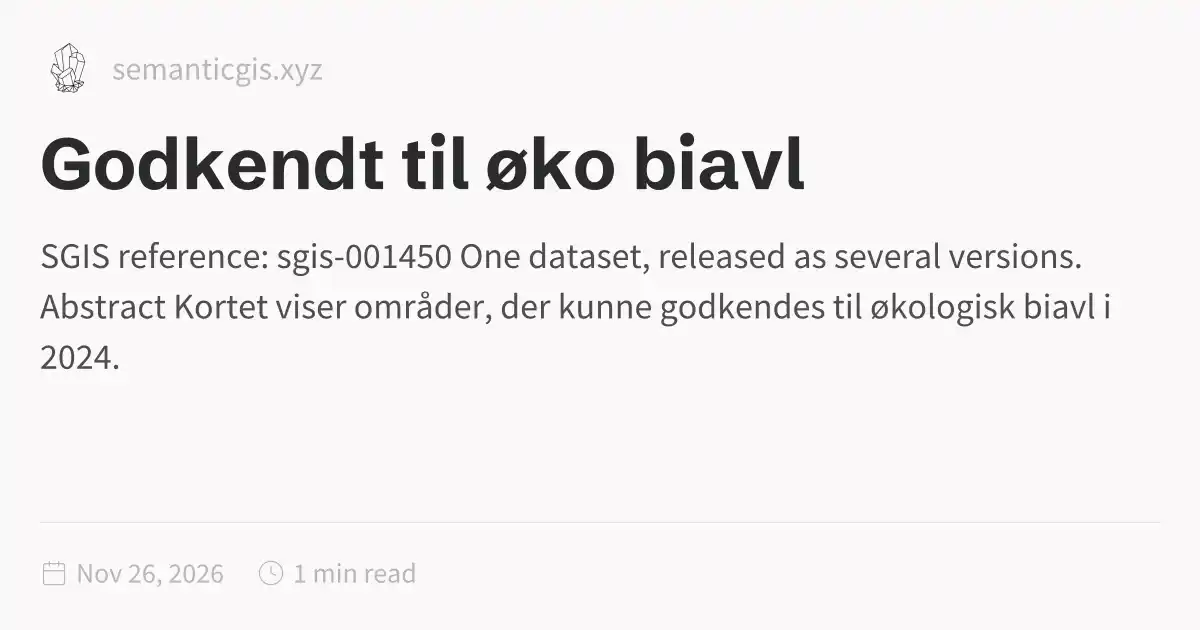 semanticgis.xyz
Godkendt til øko biavl
SGIS reference: sgis-001450 One dataset, released as several versions.
Abstract Kortet viser områder, der kunne godkendes til økologisk biavl i
2024.
Nov 26, 2026 1 min read